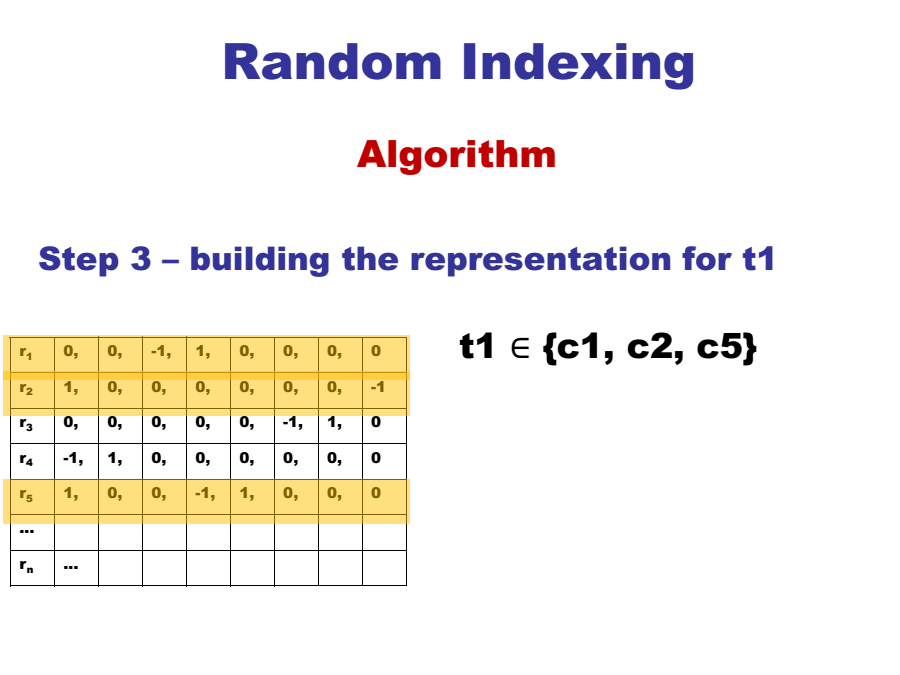 Random Indexing
Algorithm
Step 3 – building the representation for t1
t1 ∈ {c1, c2, c5}
r1 0, 0, -1, 1, 0, 0, 0, 0
r2 1, 0, 0, 0, 0, 0, 0, -1
r3 0, 0, 0, 0, 0, -1, 1, 0
r4 -1, 1, 0, 0, 0, 0, 0, 0
r5 1, 0, 0, -1, 1, 0, 0, 0
...
rn ...